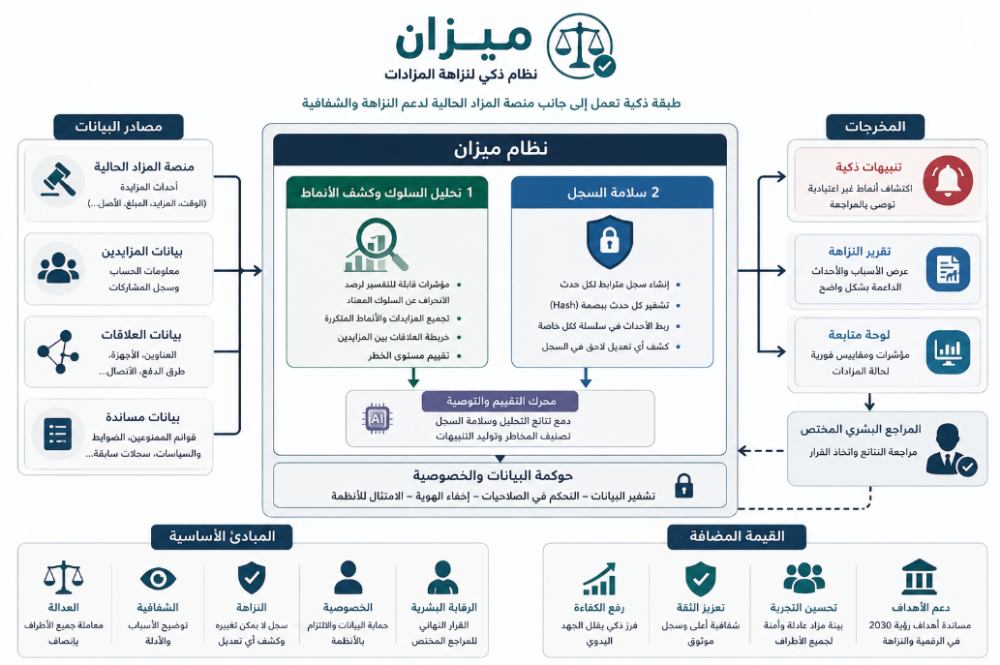 ميزان
نظام ذكي لنزاهة المزادات
طبقة ذكية تعمل إلى جانب منصة المزاد الحالية لدعم النزاهة والشفافية
المخرجات
تنبيهات ذكية
اكتشاف أنماط غير اعتيادية
توصى بالمراجعة
تقرير النزاهة
عرض الأسباب والأحداث
الداعمة بشكل واضح
لوحة متابعة
مؤشرات ومقاييس فورية
لحالة المزادات
المراجع البشري المختص
مراجعة النتائج واتخاذ القرار
نظام ميزان
1 تحليل السلوك وكشف الأنماط
• مؤشرات قابلة للتفسير لرصد
الانحراف عن السلوك المعتاد
• تجميع المزايدات والأنماط المتكررة
• خريطة العلاقات بين المزايدين
• تقييم مستوى الخطر
2 سلامة السجل
• إنشاء سجل مترابط لكل حدث
• تشفير كل حدث ببصمة (Hash)
• ربط الأحداث في سلسلة ككل خاصة
• كشف أي تعديل لاحق في السجل
محرك التقييم والتوصية
AI
دمج نتائج التحليل وسلامة السجل
تصنيف المخاطر وتوليد التنبيهات
حوكمة البيانات والخصوصية
تشفير البيانات – التحكم في الصلاحيات – إخفاء الهوية – الامتثال للأنظمة
مصادر البيانات
منصة المزاد الحالية
أحداث المزايدة
(الوقت، المزايد، المبلغ، الأصل...)
بيانات المزايدين
معلومات الحساب
وسجل المشاركات
بيانات العلاقات
العناوين، الأجهزة،
طرق الدفع، الأتصال...
بيانات مساندة
قوائم الممنوعين، الضوابط
والسياسات، سجلات سابقة...
القيمة المضافة
دعم الأهداف
مساندة أهداف رؤية 2030
في الرقمية والنزاهة
تحسين التجربة
بيئة مزاد عادلة وأمنة
لجميع الأطراف
تعزيز الثقة
شفافية أعلى وسجل
موثوق
رفع الكفاءة
فرز ذكي يقلل الجهد
اليدوي
المبادئ الأساسية
الرقابة البشرية
القرار النهائي
للمراجع المختص
الخصوصية
حماية البيانات والالتزام
بالأنظمة
النزاهة
سجل لا يمكن تغييره
وكشف أي تعديل
الشفافية
توضيح الأسباب
والأدلة
العدالة
معاملة جميع الأطراف
بإنصاف